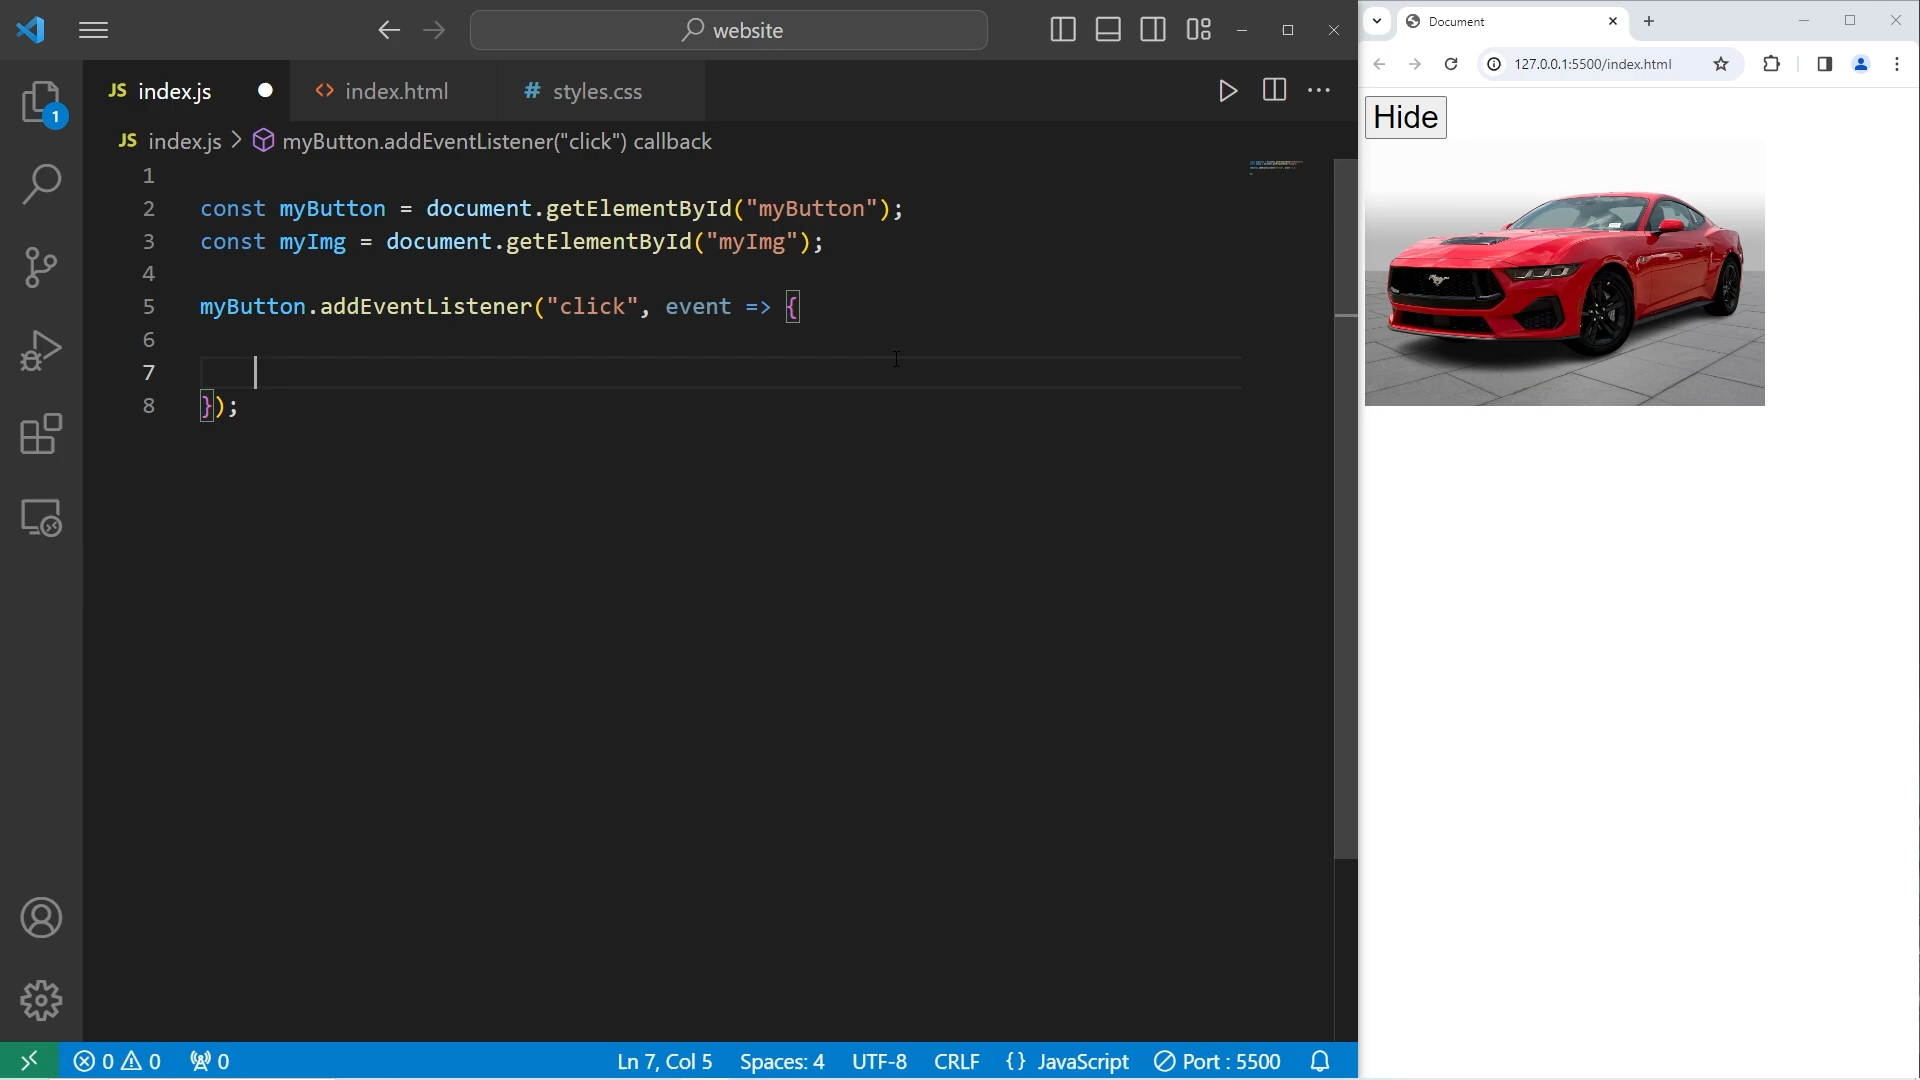 website
JS index.js
<> index.html
# styles.css
JS index.js > myButton.addEventListener("click") callback
1
2 const myButton = document.getElementById("myButton");
3 const myImg = document.getElementById("myImg");
4
5 myButton.addEventListener("click", event => {
6
7
8 });
1
0 0 0
Ln 7, Col 5
Spaces: 4
UTF-8
CRLF
{} JavaScript
Port : 5500
Document
127.0.0.1:5500/index.html
Hide